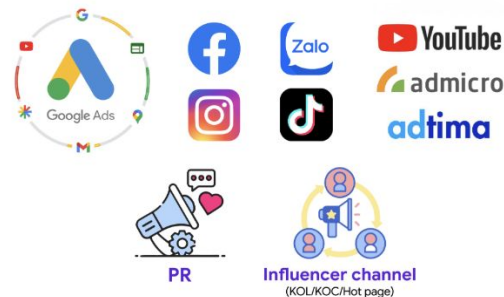 Google Ads
Zalo
YouTube
admicro
adtima
PR
Influencer channel
(KOL/KOC/Hot page)